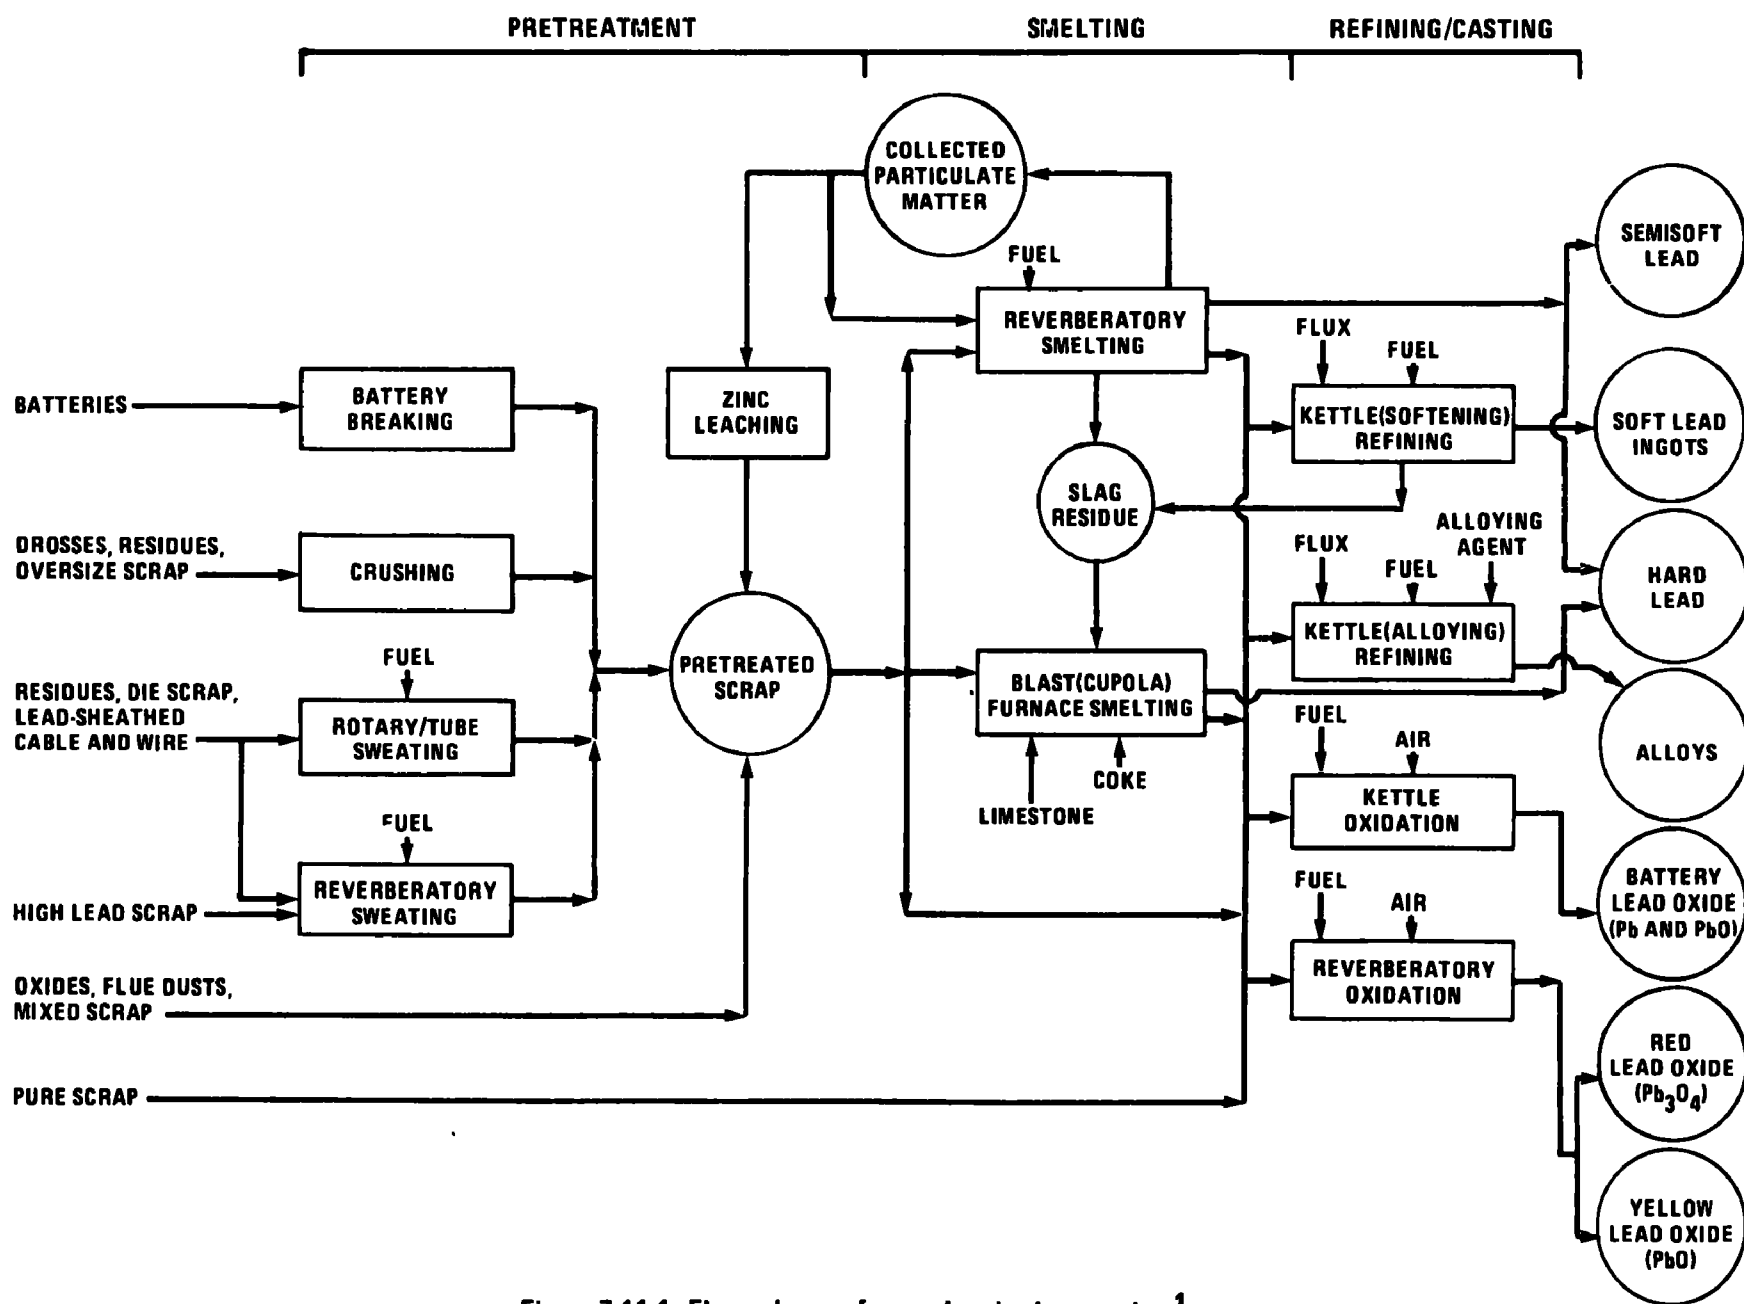 PRETREATMENT
SMELTING
REFINING/CASTING
COLLECTED
PARTICULATE
MATTER
SEMISOFT
LEAD
FUEL
REVERBERATORY
SMELTING
FLUX
FUEL
BATTERIES
BATTERY
BREAKING
ZINC
LEACHING
KETTLE(SOFTENING)
REFINING
SOFT LEAD
INGOTS
SLAG
RESIDUE
DROSSES, RESIDUES,
OVERSIZE SCRAP
CRUSHING
FLUX
FUEL
ALLOYING
AGENT
HARD
LEAD
KETTLE(ALLOYING)
REFINING
FUEL
PRETREATED
SCRAP
BLAST(CUPOLA)
FURNACE SMELTING
RESIDUES, DIE SCRAP,
LEAD-SHEATHED
CABLE AND WIRE
ROTARY/TUBE
SWEATING
COKE
LIMESTONE
FUEL
AIR
ALLOYS
KETTLE
OXIDATION
FUEL
REVERBERATORY
SWEATING
HIGH LEAD SCRAP
BATTERY
LEAD OXIDE
(Pb AND PbO)
FUEL
AIR
REVERBERATORY
OXIDATION
OXIDES, FLUE DUSTS,
MIXED SCRAP
RED
LEAD OXIDE
(Pb3O4)
PURE SCRAP
YELLOW
LEAD OXIDE
(PbO)